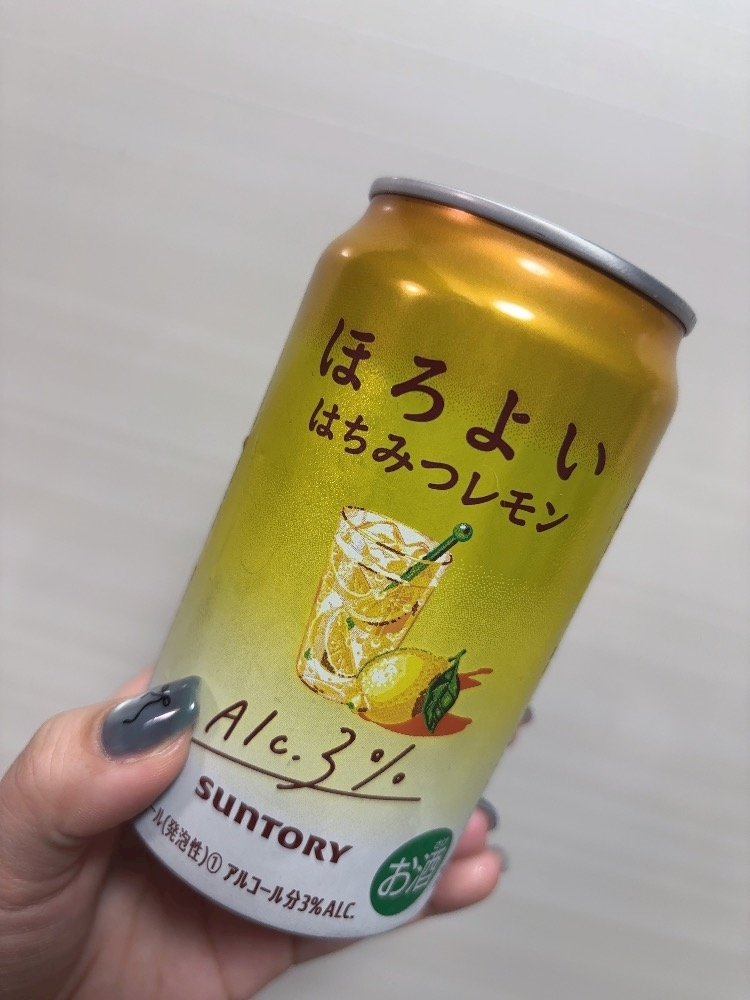 ほろよい
はちみつレモン
Alc.3%
SUNTORY
ール(発泡性)① アルコール分3%ALC.
お酒